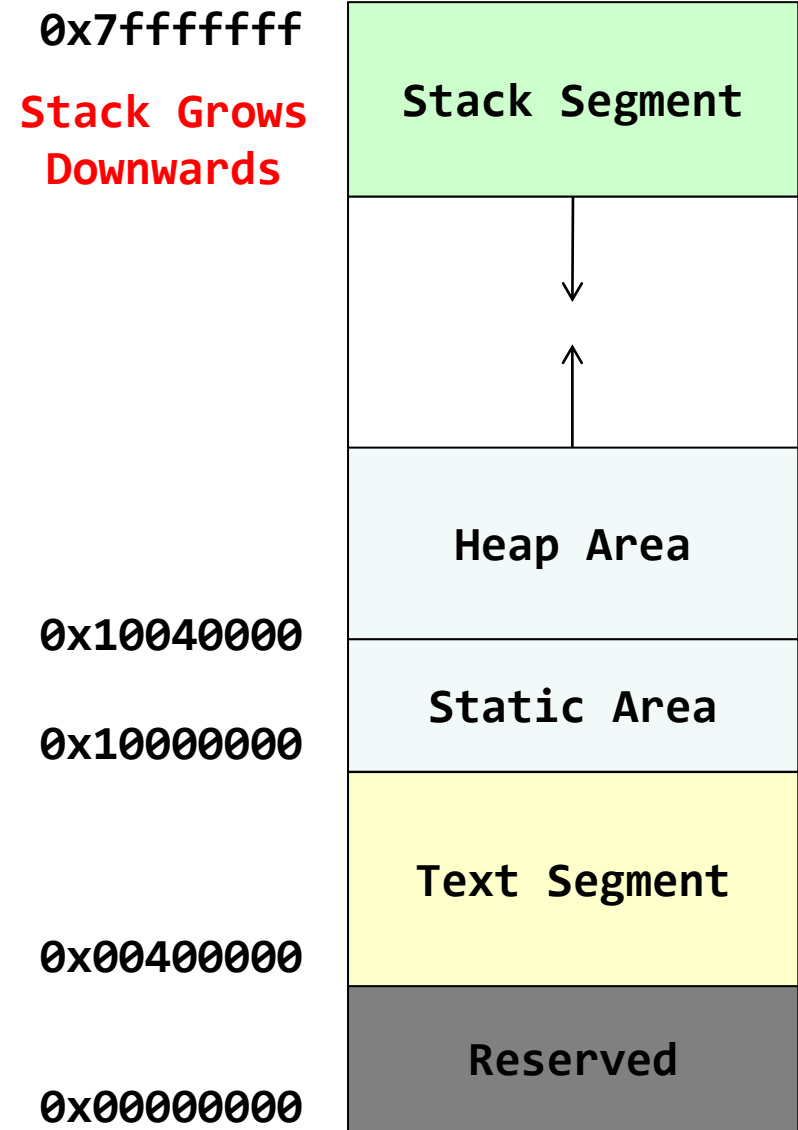 0x7fffffff
Stack Segment
Stack Grows
Downwards
Heap Area
0x10040000
Static Area
0x10000000
Text Segment
0x00400000
Reserved
0x00000000